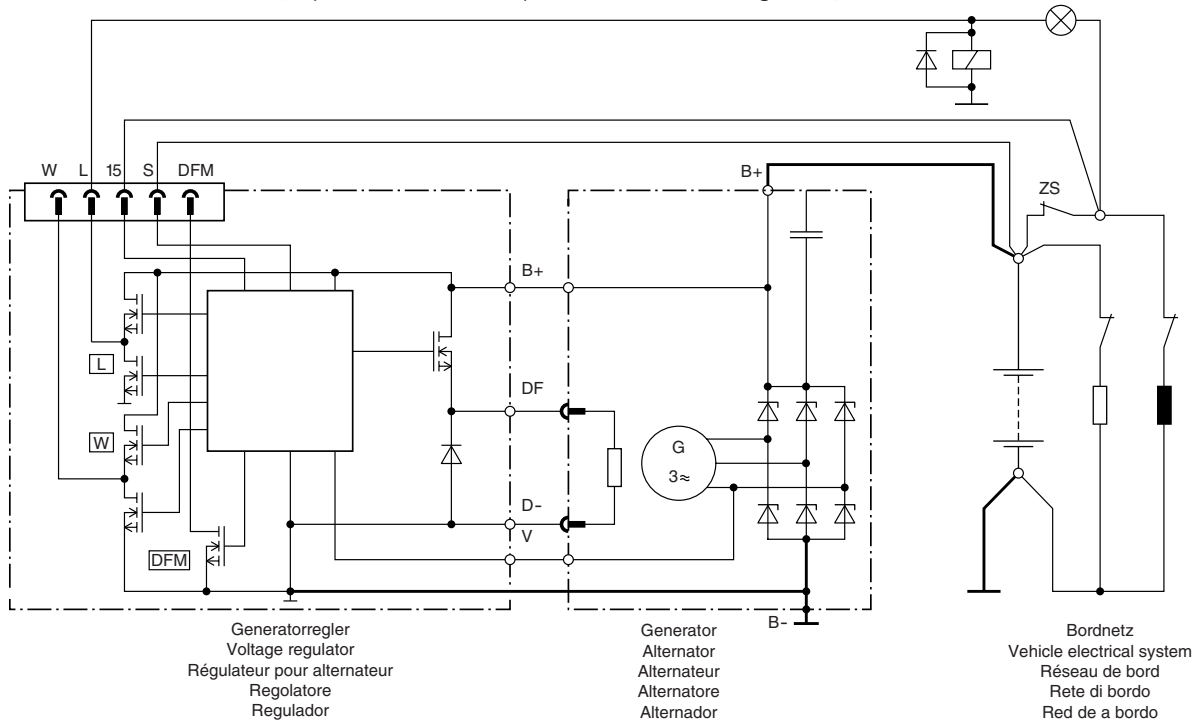 W L 15 S DFM
B+
ZS
B+
L
DF
W
G
3≈
D-
V
DFM
B-
Generatorregler
Voltage regulator
Régulateur pour alternateur
Regolatore
Regulador
Generator
Alternator
Alternateur
Alternatore
Alternador
Bordnetz
Vehicle electrical system
Réseau de bord
Rete di bordo
Red de a bordo